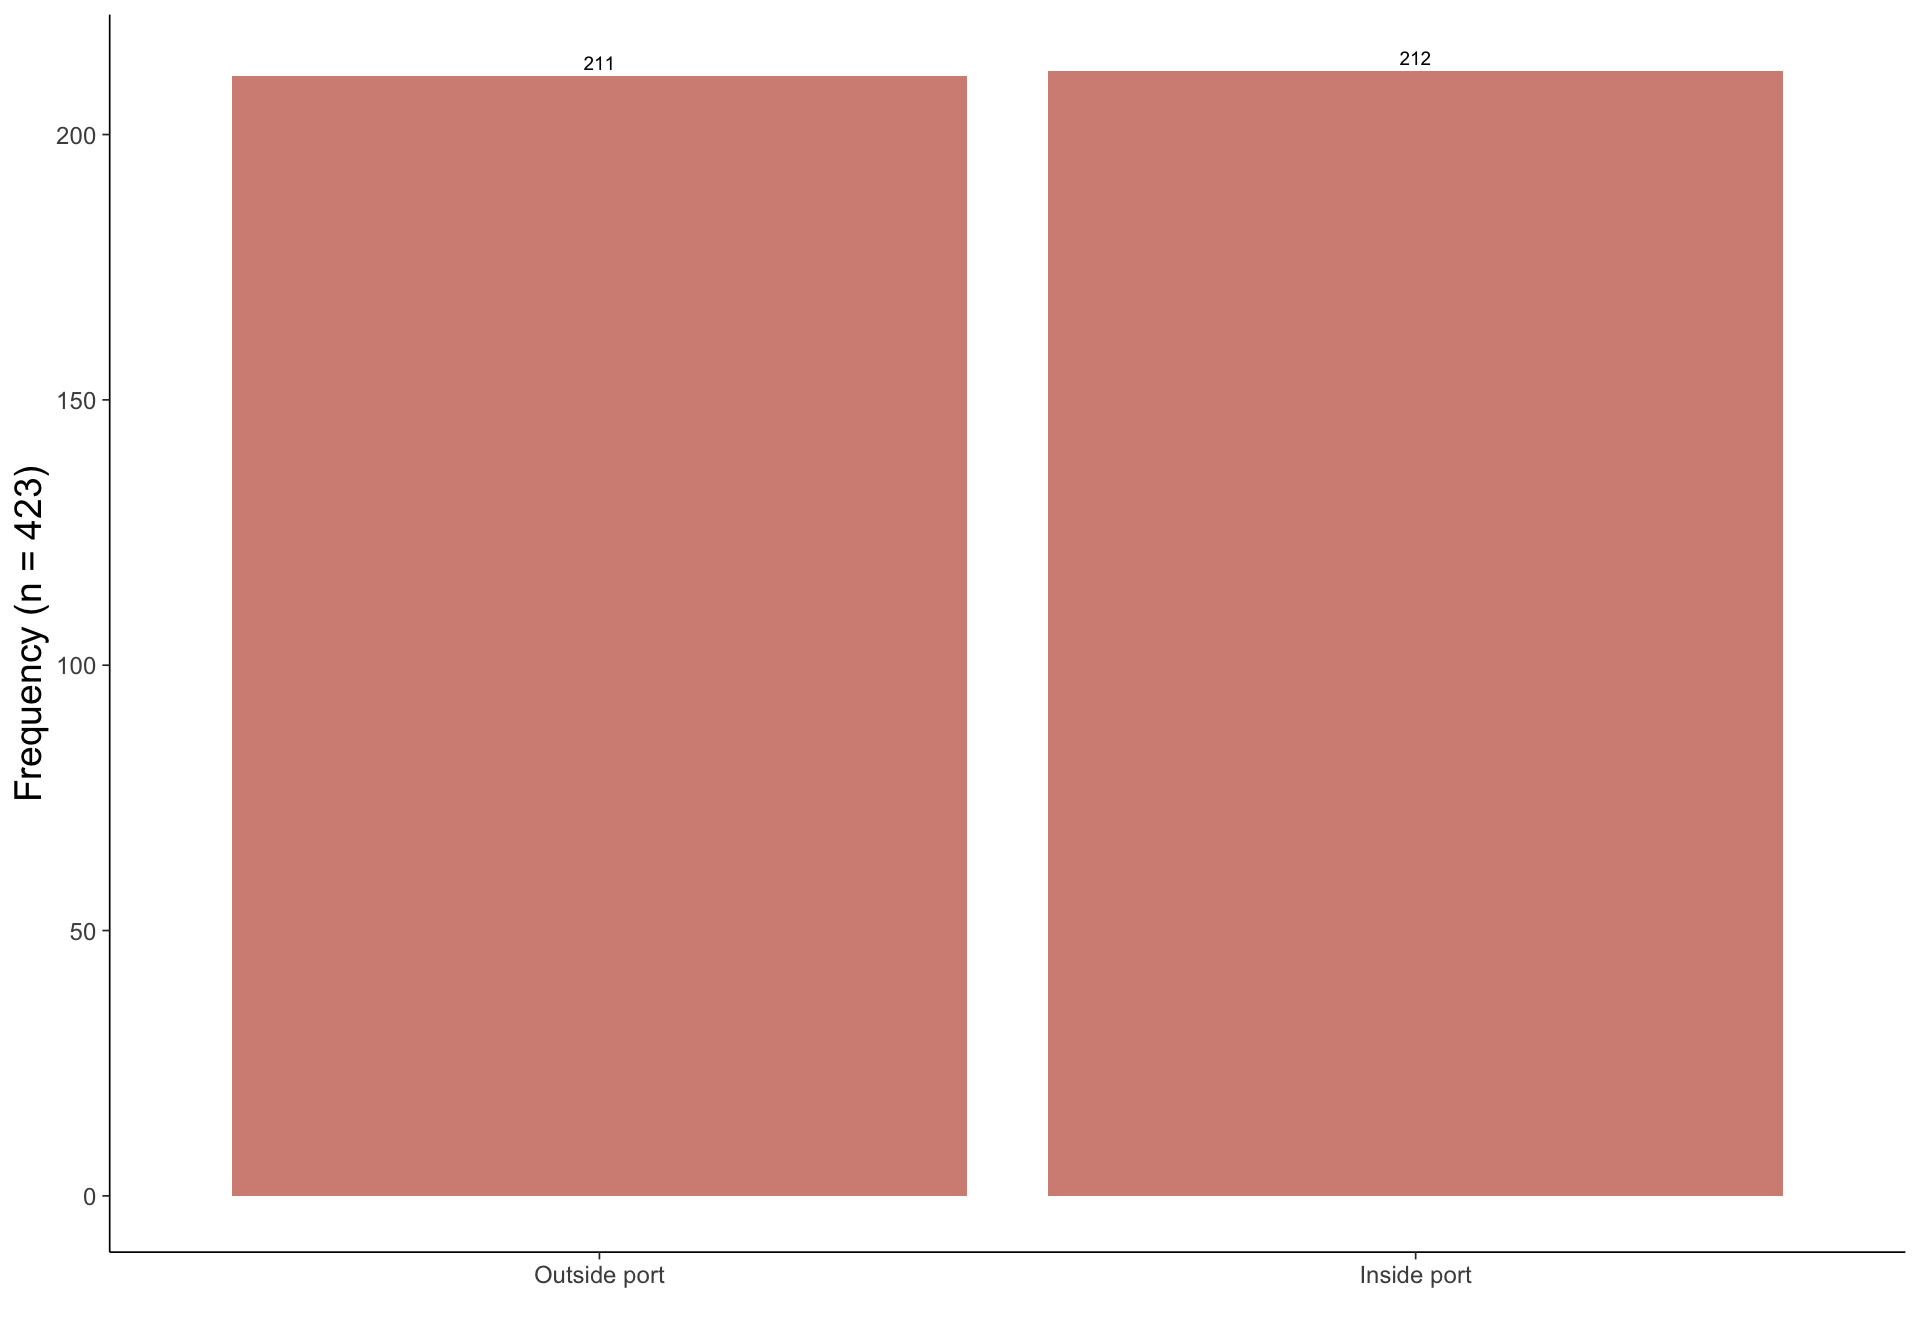 Frequency (n = 423)
200
150
100
50
0
211
212
Outside port
Inside port